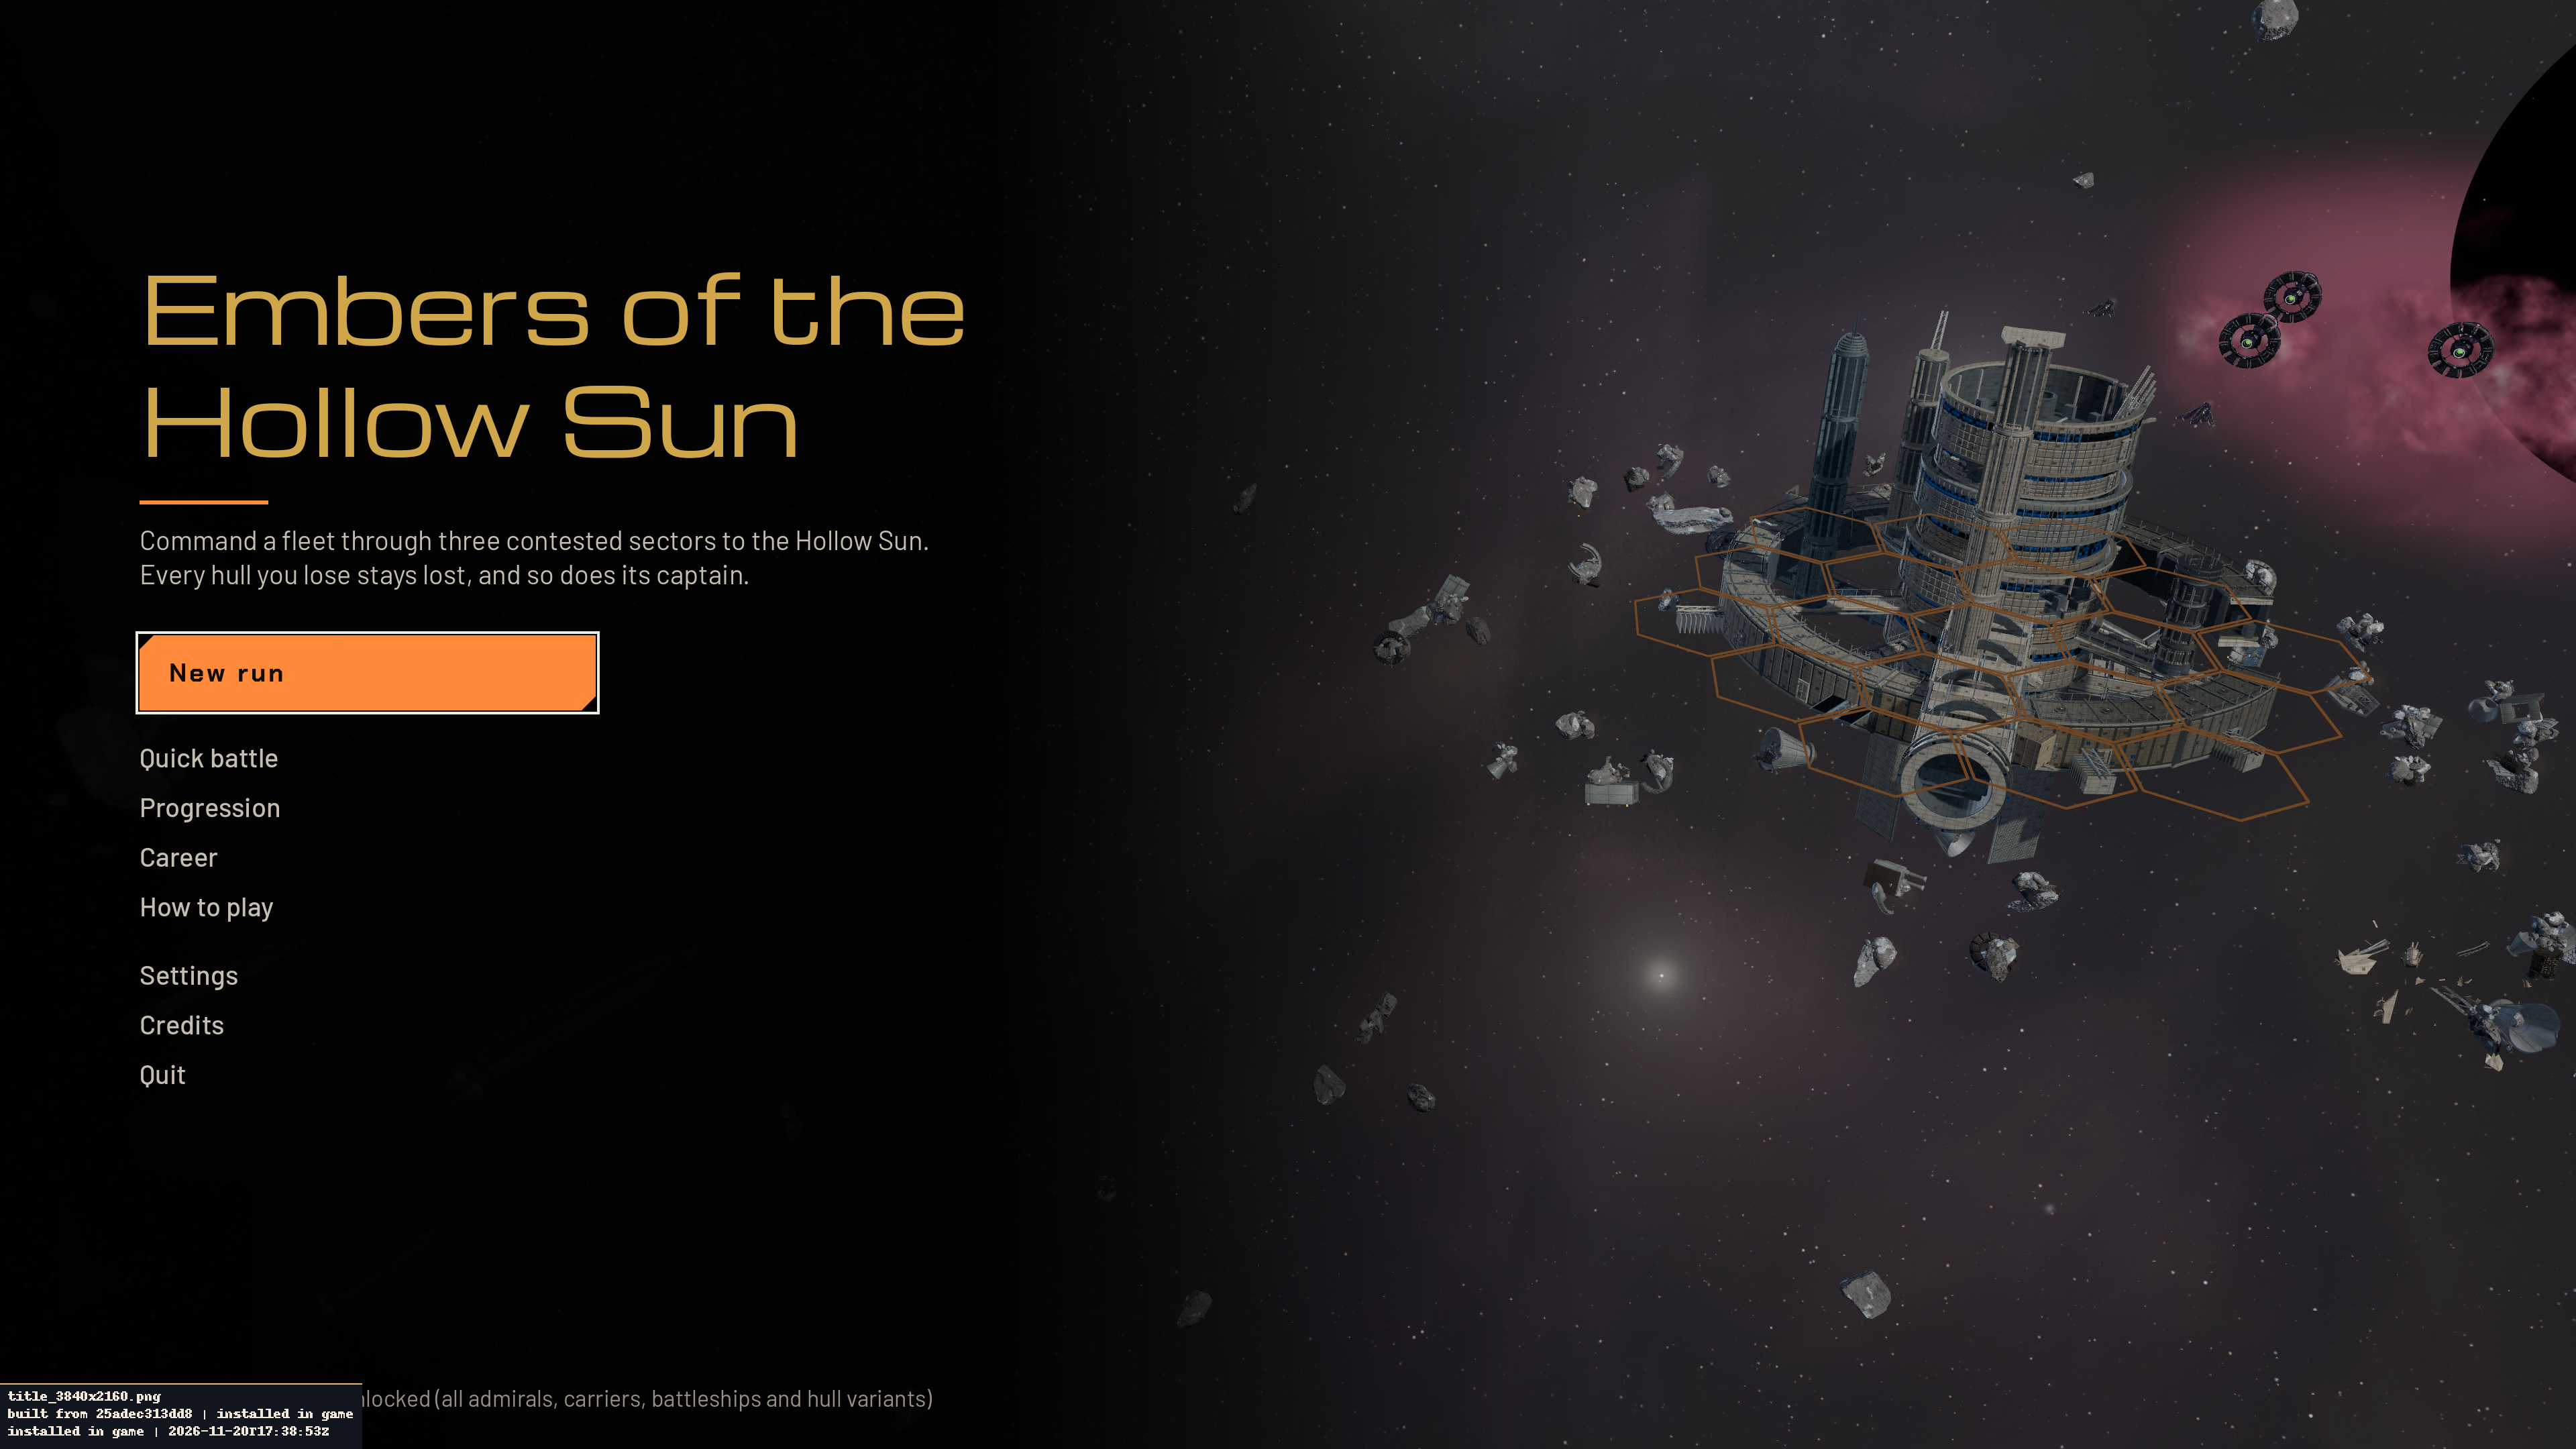 Embers of the
Hollow Sun
Command a fleet through three contested sectors to the Hollow Sun.
Every hull you lose stays lost, and so does its captain.
New run
Quick battle
Progression
Career
How to play
Settings
Credits
Quit
(all admirals, carriers, battleships and hull variants)
title_3840x2160.png
built from 25adec313dd8 | installed in game
installed in game | 2026-11-20T17:38:53Z